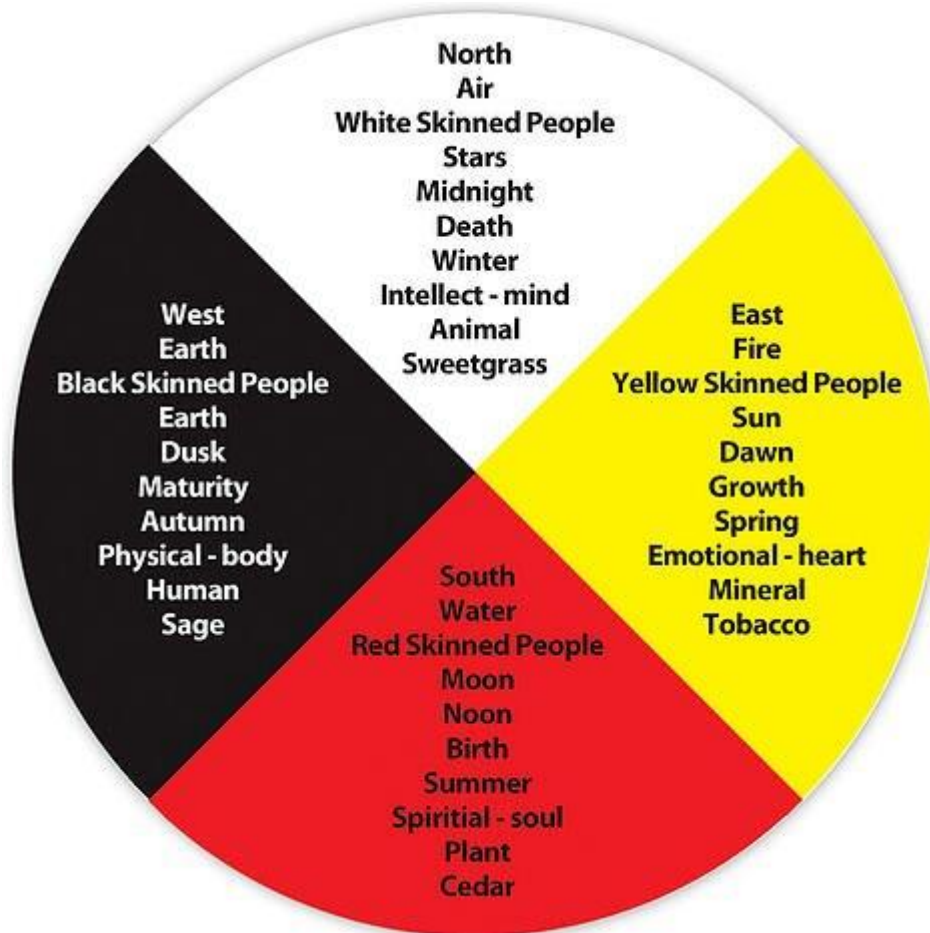 North
Air
White Skinned People
Stars
Midnight
Death
Winter
Intellect - mind
Animal
Sweetgrass
West
Earth
Black Skinned People
Earth
Dusk
Maturity
Autumn
Physical - body
Human
Sage
East
Fire
Yellow Skinned People
Sun
Dawn
Growth
Spring
Emotional - heart
Mineral
Tobacco
South
Water
Red Skinned People
Moon
Noon
Birth
Summer
Spiritial - soul
Plant
Cedar